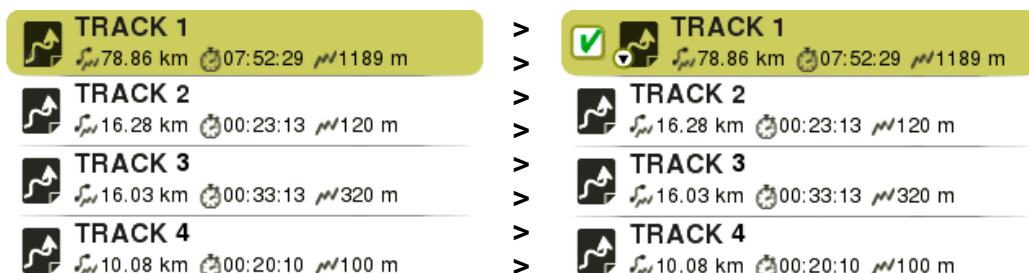 TRACK 1
78.86 km 07:52:29 1189 m
TRACK 2
16.28 km 00:23:13 120 m
TRACK 3
16.03 km 00:33:13 320 m
TRACK 4
10.08 km 00:20:10 100 m
>
>
>
>
>
>
>
>
TRACK 1
78.86 km 07:52:29 1189 m
TRACK 2
16.28 km 00:23:13 120 m
TRACK 3
16.03 km 00:33:13 320 m
TRACK 4
10.08 km 00:20:10 100 m